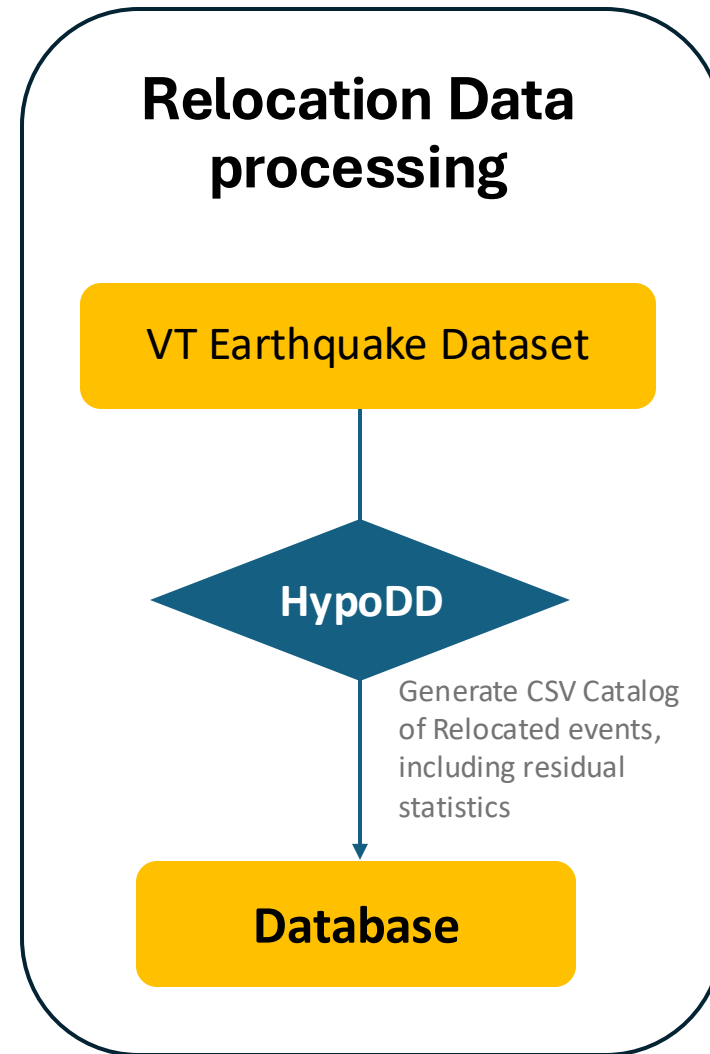 Relocation Data
processing
VT Earthquake Dataset
HypoDD
Generate CSV Catalog
of Relocated events,
including residual
statistics
Database